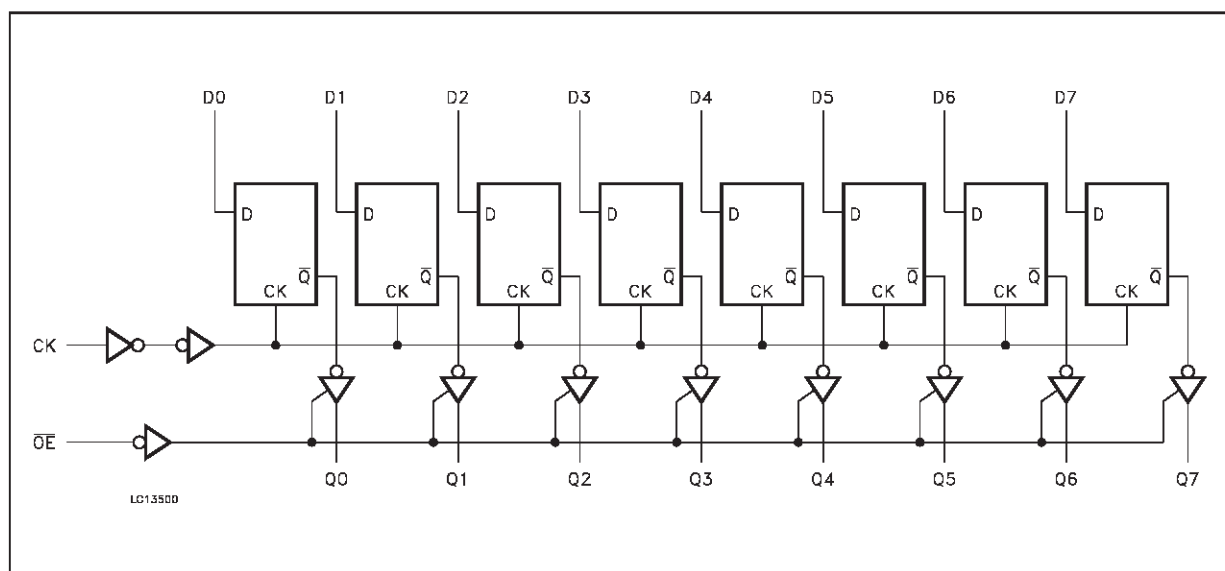 D0 D1 D2 D3 D4 D5 D6 D7
D D D D D D D D
Q̅ Q̅ Q̅ Q̅ Q̅ Q̅ Q̅ Q̅
CK CK CK CK CK CK CK CK
CK
O̅E̅
Q0 Q1 Q2 Q3 Q4 Q5 Q6 Q7
LC13500